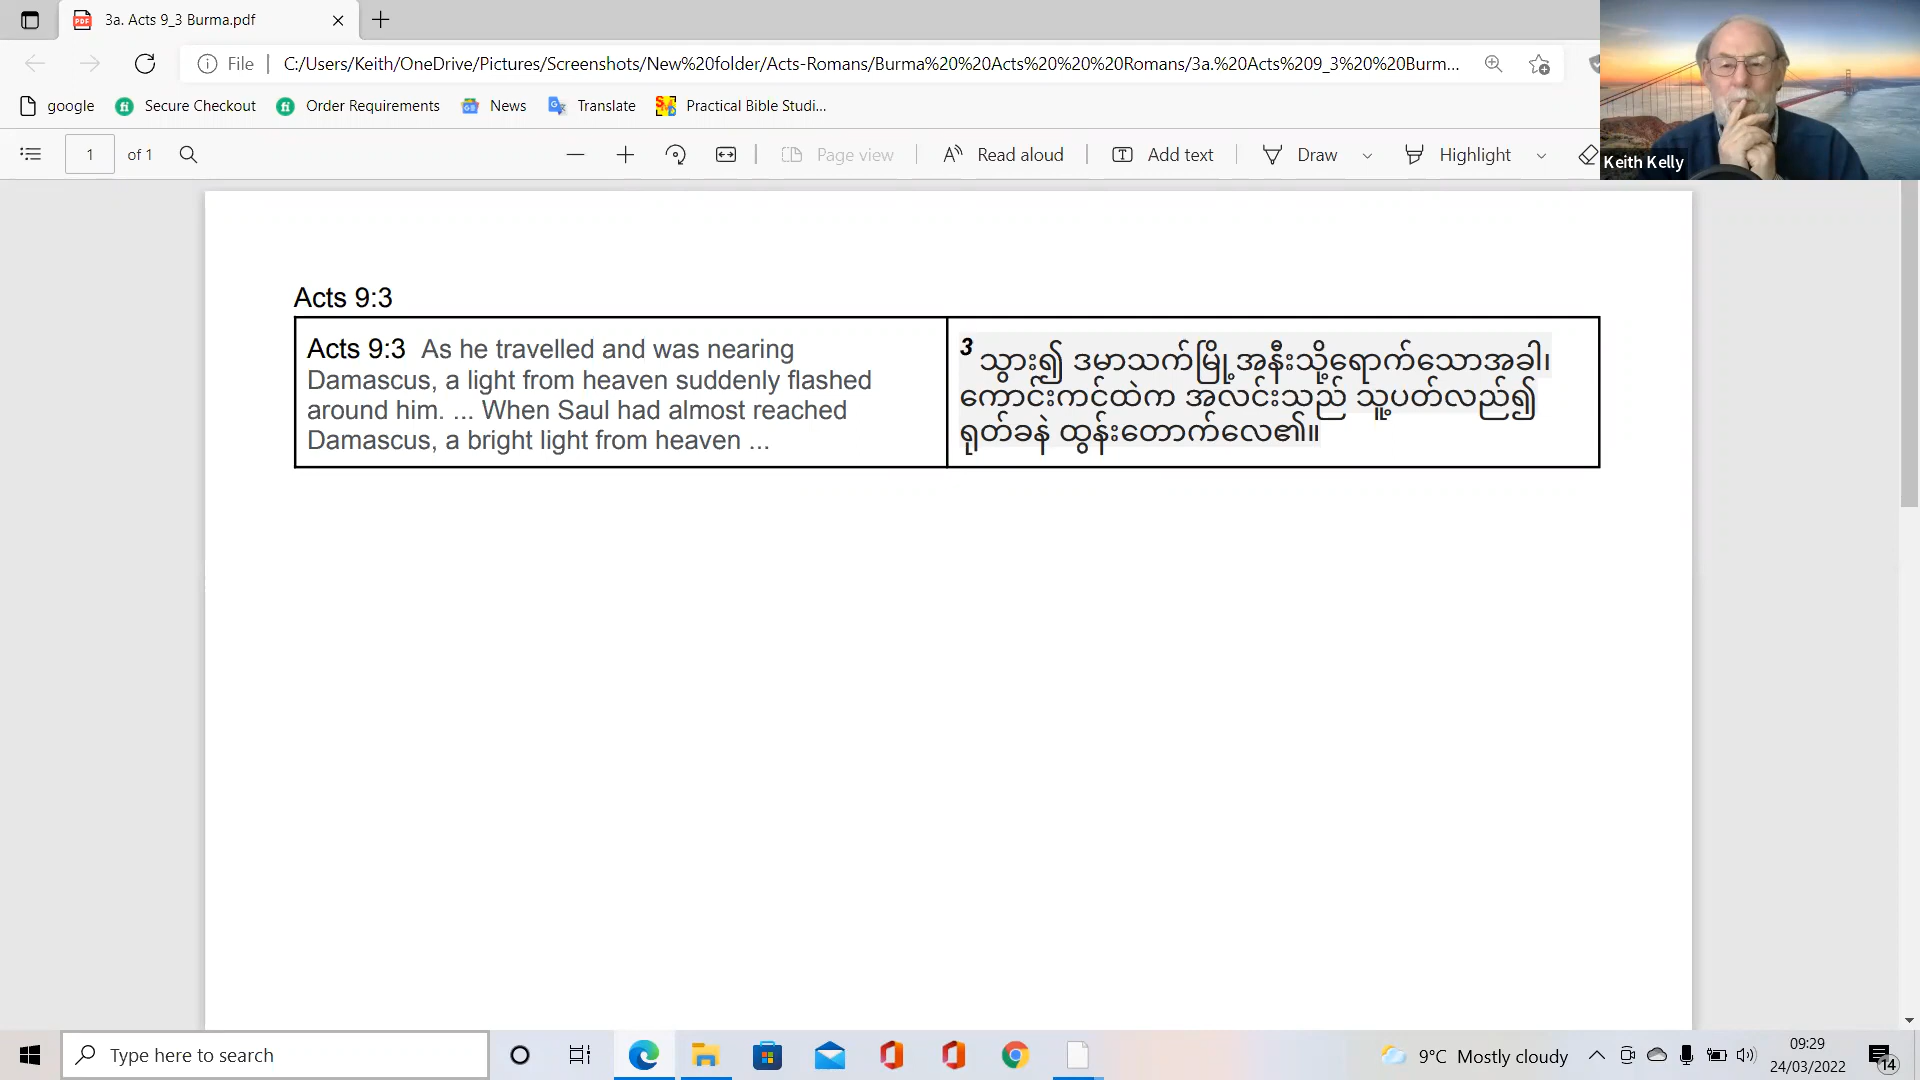 3a. Acts 9_3 Burma.pdf
File
C:/Users/Keith/OneDrive/Pictures/Screenshots/New%20folder/Acts-Romans/Burma%20%20Acts%20%20%20Romans/3a.%20Acts%209_3%20%20Burm...
google Secure Checkout Order Requirements News Translate Practical Bible Studi...
1 of 1 Page view Read aloud Add text Draw Highlight
Keith Kelly
Acts 9:3
Acts 9:3 As he travelled and was nearing
Damascus, a light from heaven suddenly flashed
around him. ... When Saul had almost reached
Damascus, a bright light from heaven ...
3 သွား၍ ဒမာသက်မြို့အနီးသို့ရောက်သောအခါ၊
ကောင်းကင်ထဲက အလင်းသည် သူ့ပတ်လည်၌
ရုတ်ခနဲ ထွန်းတောက်လေ၏။
Type here to search
9°C Mostly cloudy
09:29
24/03/2022
14